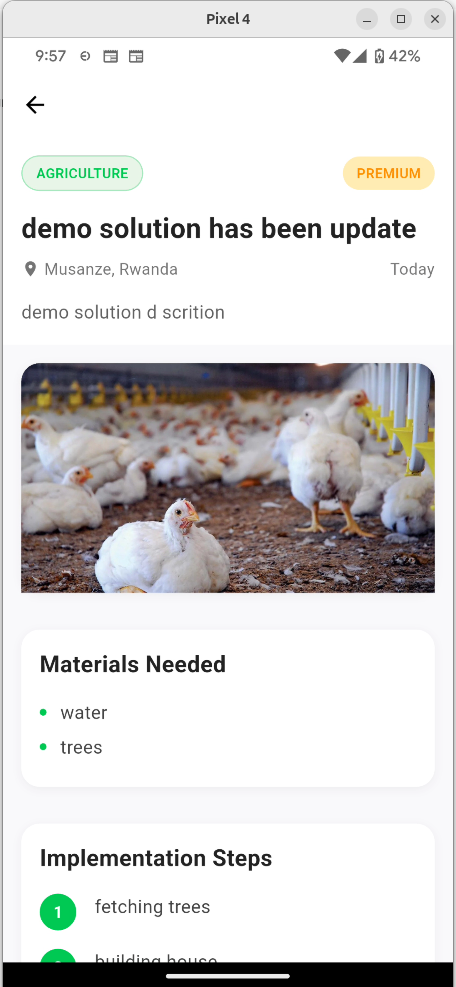 Pixel 4
9:57
42%
AGRICULTURE
PREMIUM
demo solution has been update
Musanze, Rwanda
Today
demo solution d scrition
Materials Needed
water
trees
Implementation Steps
1
fetching trees
building house